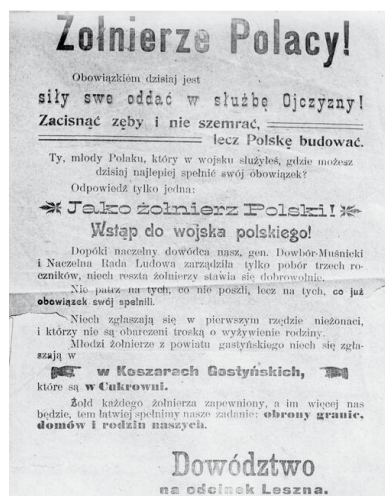 Żołnierze Polacy!
Obowiązkiem dzisiaj jest
siły swe oddać w służbę Ojczyzny!
Zacisnąć zęby i nie szemrać,
lecz Polskę budować.
Ty, młody Polaku, który w wojsku służyłeś, gdzie możesz
dzisiaj najlepiej spełnić swój obowiązek?
Odpowiedź tylko jedna:
Jako żołnierz Polski!
Wstąp do wojska polskiego!
Dopóki naczelny dowódca nasz, gen. Dowbór-Muśnicki
i Naczelna Rada Ludowa zarządziła tylko pobór trzech ro-
czników, niech reszta żołnierzy stawia się dobrowolnie.
Nie patrz na tych, co nie poszli, lecz na tych, co już
obowiązek swój spełnili.
Niech zgłaszają się w pierwszym rzędzie nieżonaci,
i którzy nie są obarczeni troską o wyżywienie rodziny.
Młodzi żołnierze z powiatu gostyńskiego niech się zgła-
szają w
w Koszarach Gostyńskich,
które są w Cukrowni.
Żołd każdego żołnierza zapewniony, a im więcej nas
będzie, tem łatwiej spełnimy nasze zadanie: obrony granic,
domów i rodzin naszych.
Dowództwo
na odcinek Leszna.